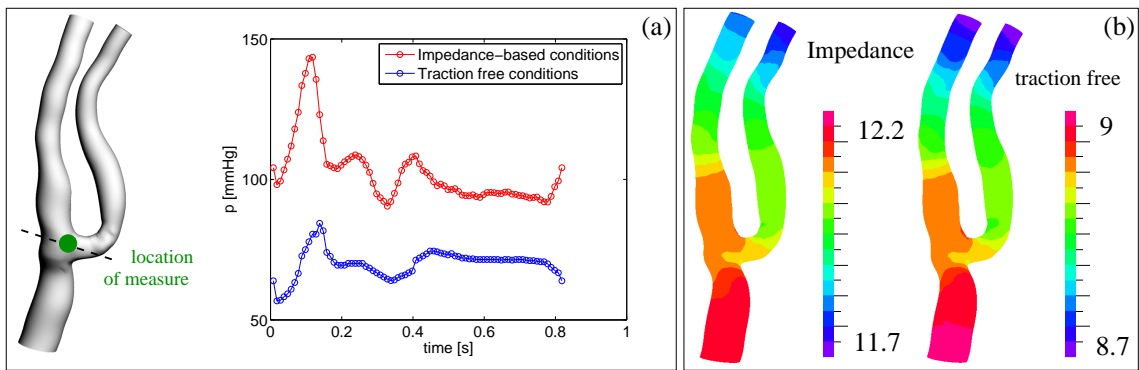 (a)
150
100
50
p [mmHg]
Impedance−based conditions
Traction free conditions
0
0.2
0.4
0.6
0.8
1
time [s]
location
of measure
(b)
Impedance
12.2
11.7
traction free
9
8.7